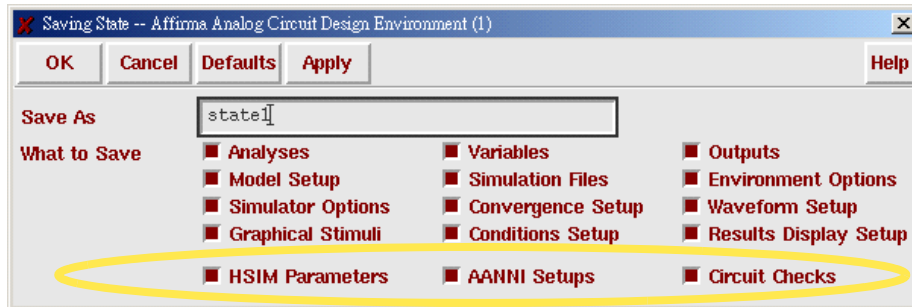 Saving State -- Affirma Analog Circuit Design Environment (1)
OK Cancel Defaults Apply Help
Save As state1
What to Save Analyses Variables Outputs
Model Setup Simulation Files Environment Options
Simulator Options Convergence Setup Waveform Setup
Graphical Stimuli Conditions Setup Results Display Setup
HSIM Parameters AANNI Setups Circuit Checks